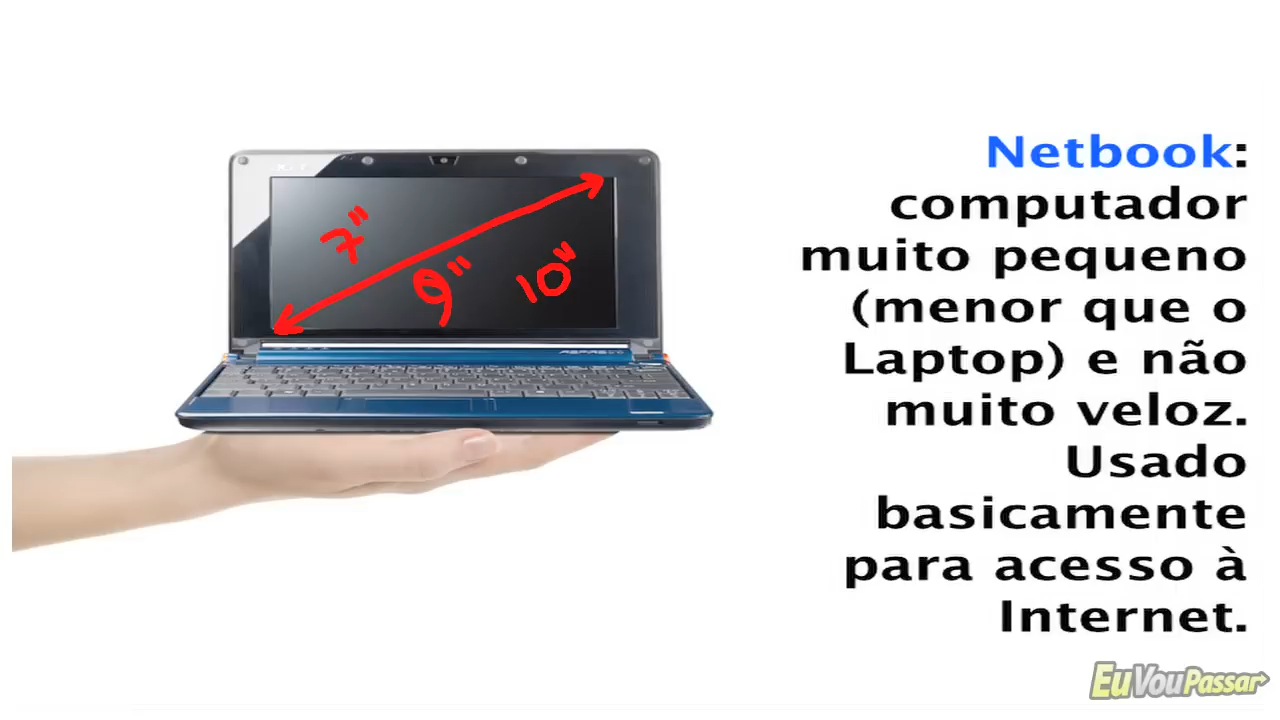 7"
9"
10"
Netbook:
computador
muito pequeno
(menor que o
Laptop) e não
muito veloz.
Usado
basicamente
para acesso à
Internet.
EuVouPassar